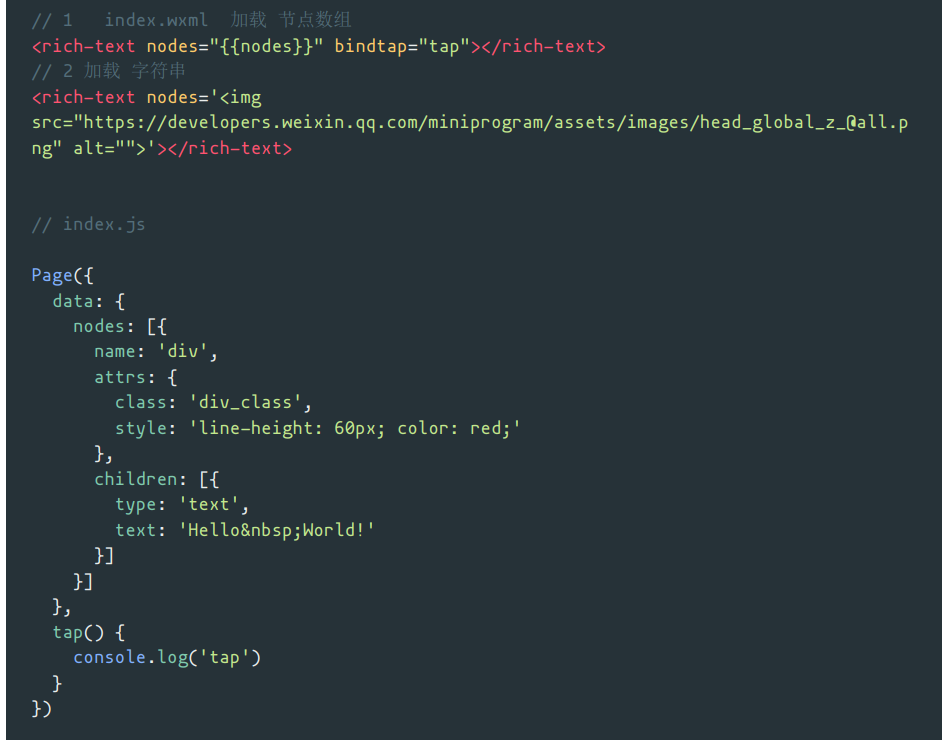 // 1   index.wxml  加载 节点数组
<rich-text nodes="{{nodes}}" bindtap="tap"></rich-text>
// 2 加载 字符串
<rich-text nodes='<img
src="https://developers.weixin.qq.com/miniprogram/assets/images/head_global_z_@all.p
ng" alt="">'></rich-text>
// index.js
Page({
  data: {
    nodes: [{
      name: 'div',
      attrs: {
        class: 'div_class',
        style: 'line-height: 60px; color: red;'
      },
      children: [{
        type: 'text',
        text: 'Hello&nbsp;World!'
      }]
    }]
  },
  tap() {
    console.log('tap')
  }
})